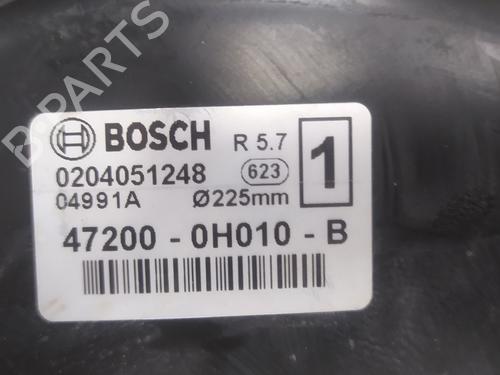 B-PARTS
BOSCH R 5.7 1
0204051248 623
04991A Ø225mm
47200 - 0H010 - B